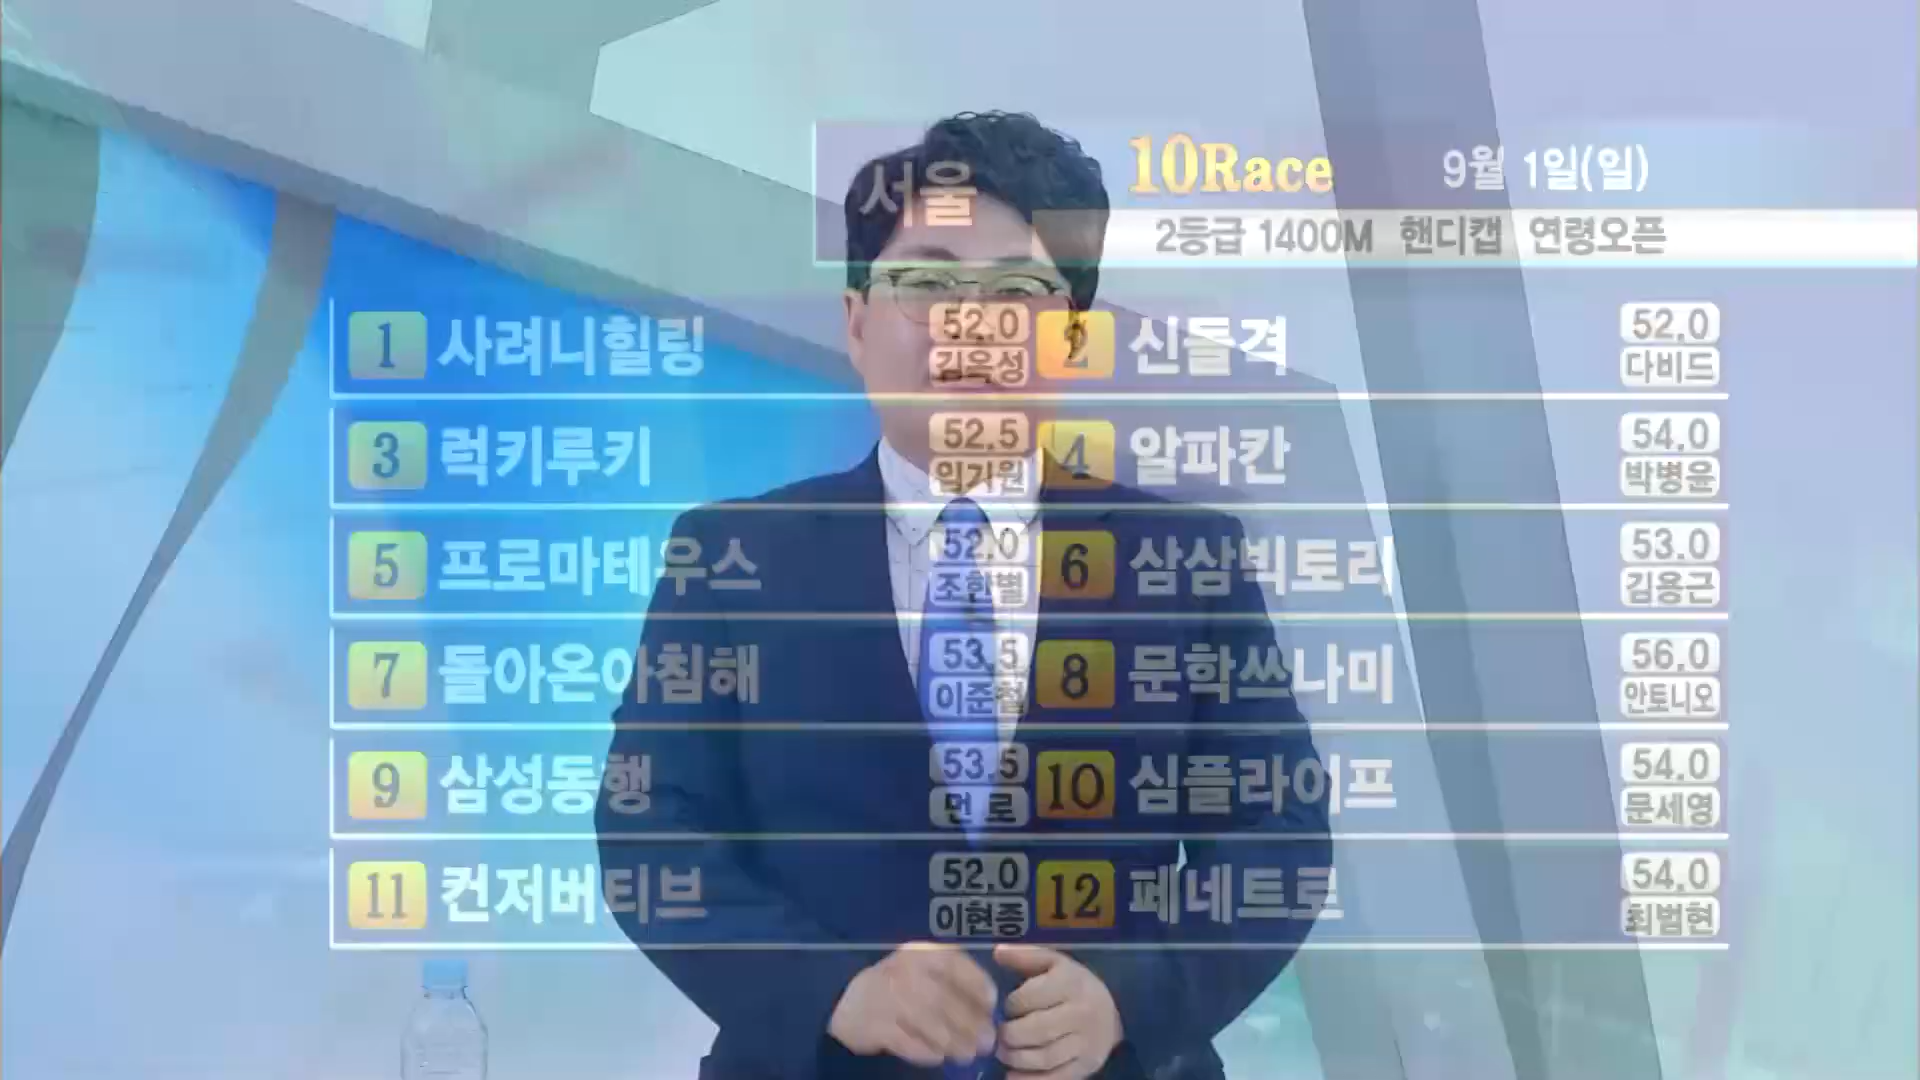 서울
10Race 9월 1일(일)
2등급 1400M 핸디캡 연령오픈
1 사려니힐링 52.0 김옥성
2 신돌격 52.0 다비드
3 럭키루키 52.5 임기원
4 알파칸 54.0 박병윤
5 프로마테우스 52.0 조한별
6 삼삼빅토리 53.0 김용근
7 돌아온아침해 53.5 이준철
8 문학쓰나미 56.0 안토니오
9 삼성동행 53.5 먼로
10 심플라이프 54.0 문세영
11 컨저버티브 52.0 이현종
12 페네트로 54.0 최범현